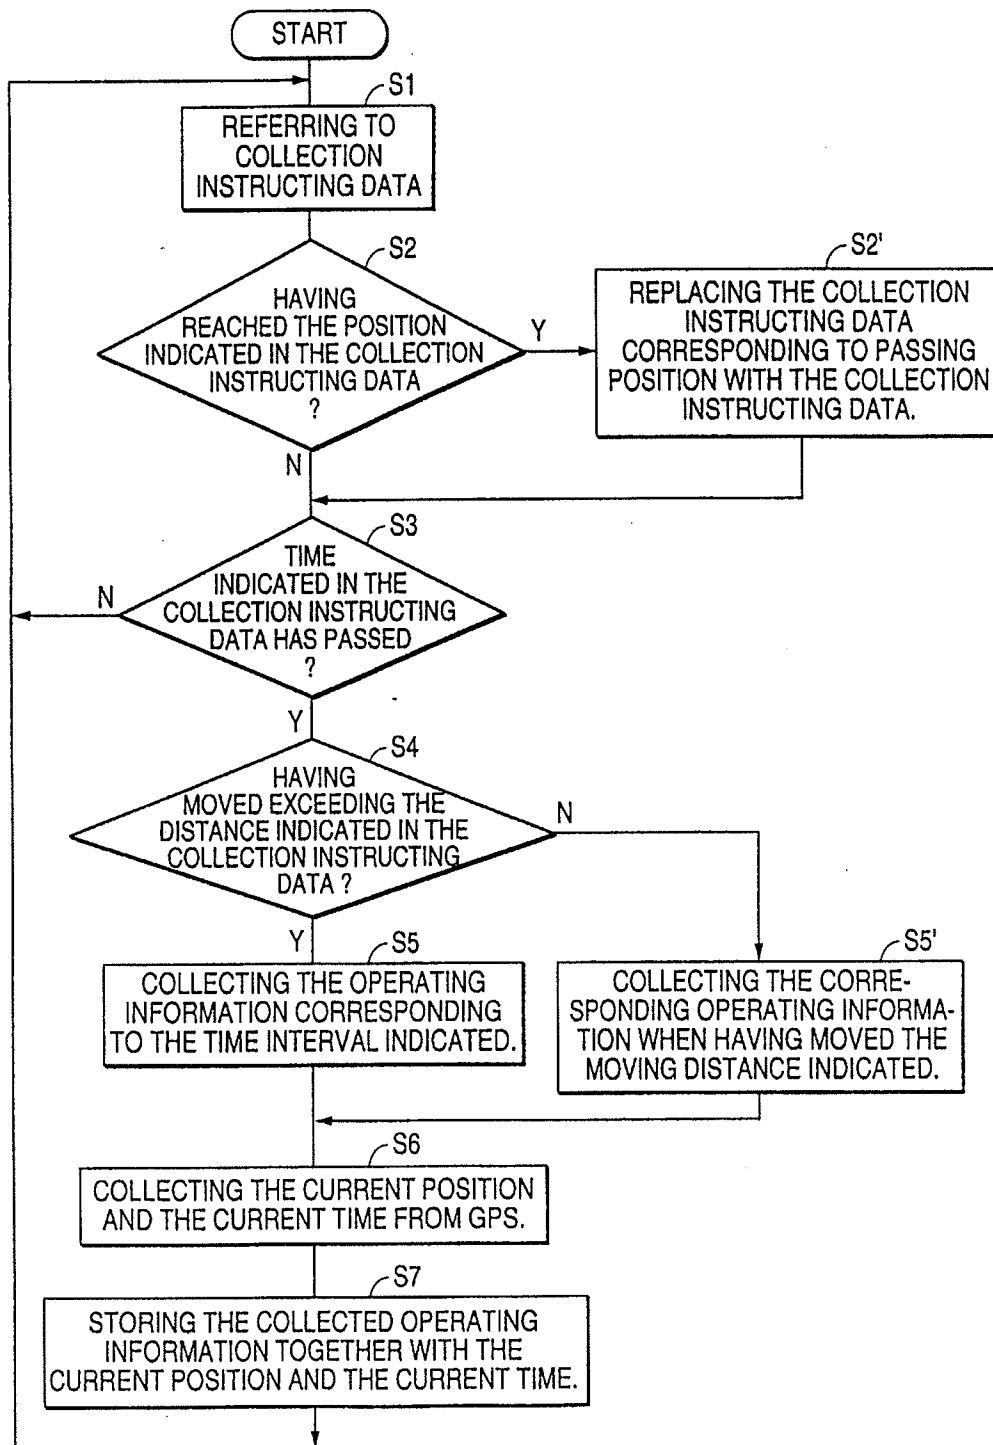 START
S1
REFERRING TO
COLLECTION
INSTRUCTING DATA
S2
HAVING
REACHED THE POSITION
INDICATED IN THE COLLECTION
INSTRUCTING DATA
?
Y
N
S2'
REPLACING THE COLLECTION
INSTRUCTING DATA
CORRESPONDING TO PASSING
POSITION WITH THE COLLECTION
INSTRUCTING DATA.
S3
TIME
INDICATED IN THE
COLLECTION INSTRUCTING
DATA HAS PASSED
?
N
Y
S4
HAVING
MOVED EXCEEDING THE
DISTANCE INDICATED IN THE
COLLECTION INSTRUCTING
DATA ?
N
Y
S5
COLLECTING THE OPERATING
INFORMATION CORRESPONDING
TO THE TIME INTERVAL INDICATED.
S5'
COLLECTING THE CORRE-
SPONDING OPERATING INFORMA-
TION WHEN HAVING MOVED THE
MOVING DISTANCE INDICATED.
S6
COLLECTING THE CURRENT POSITION
AND THE CURRENT TIME FROM GPS.
S7
STORING THE COLLECTED OPERATING
INFORMATION TOGETHER WITH THE
CURRENT POSITION AND THE CURRENT TIME.